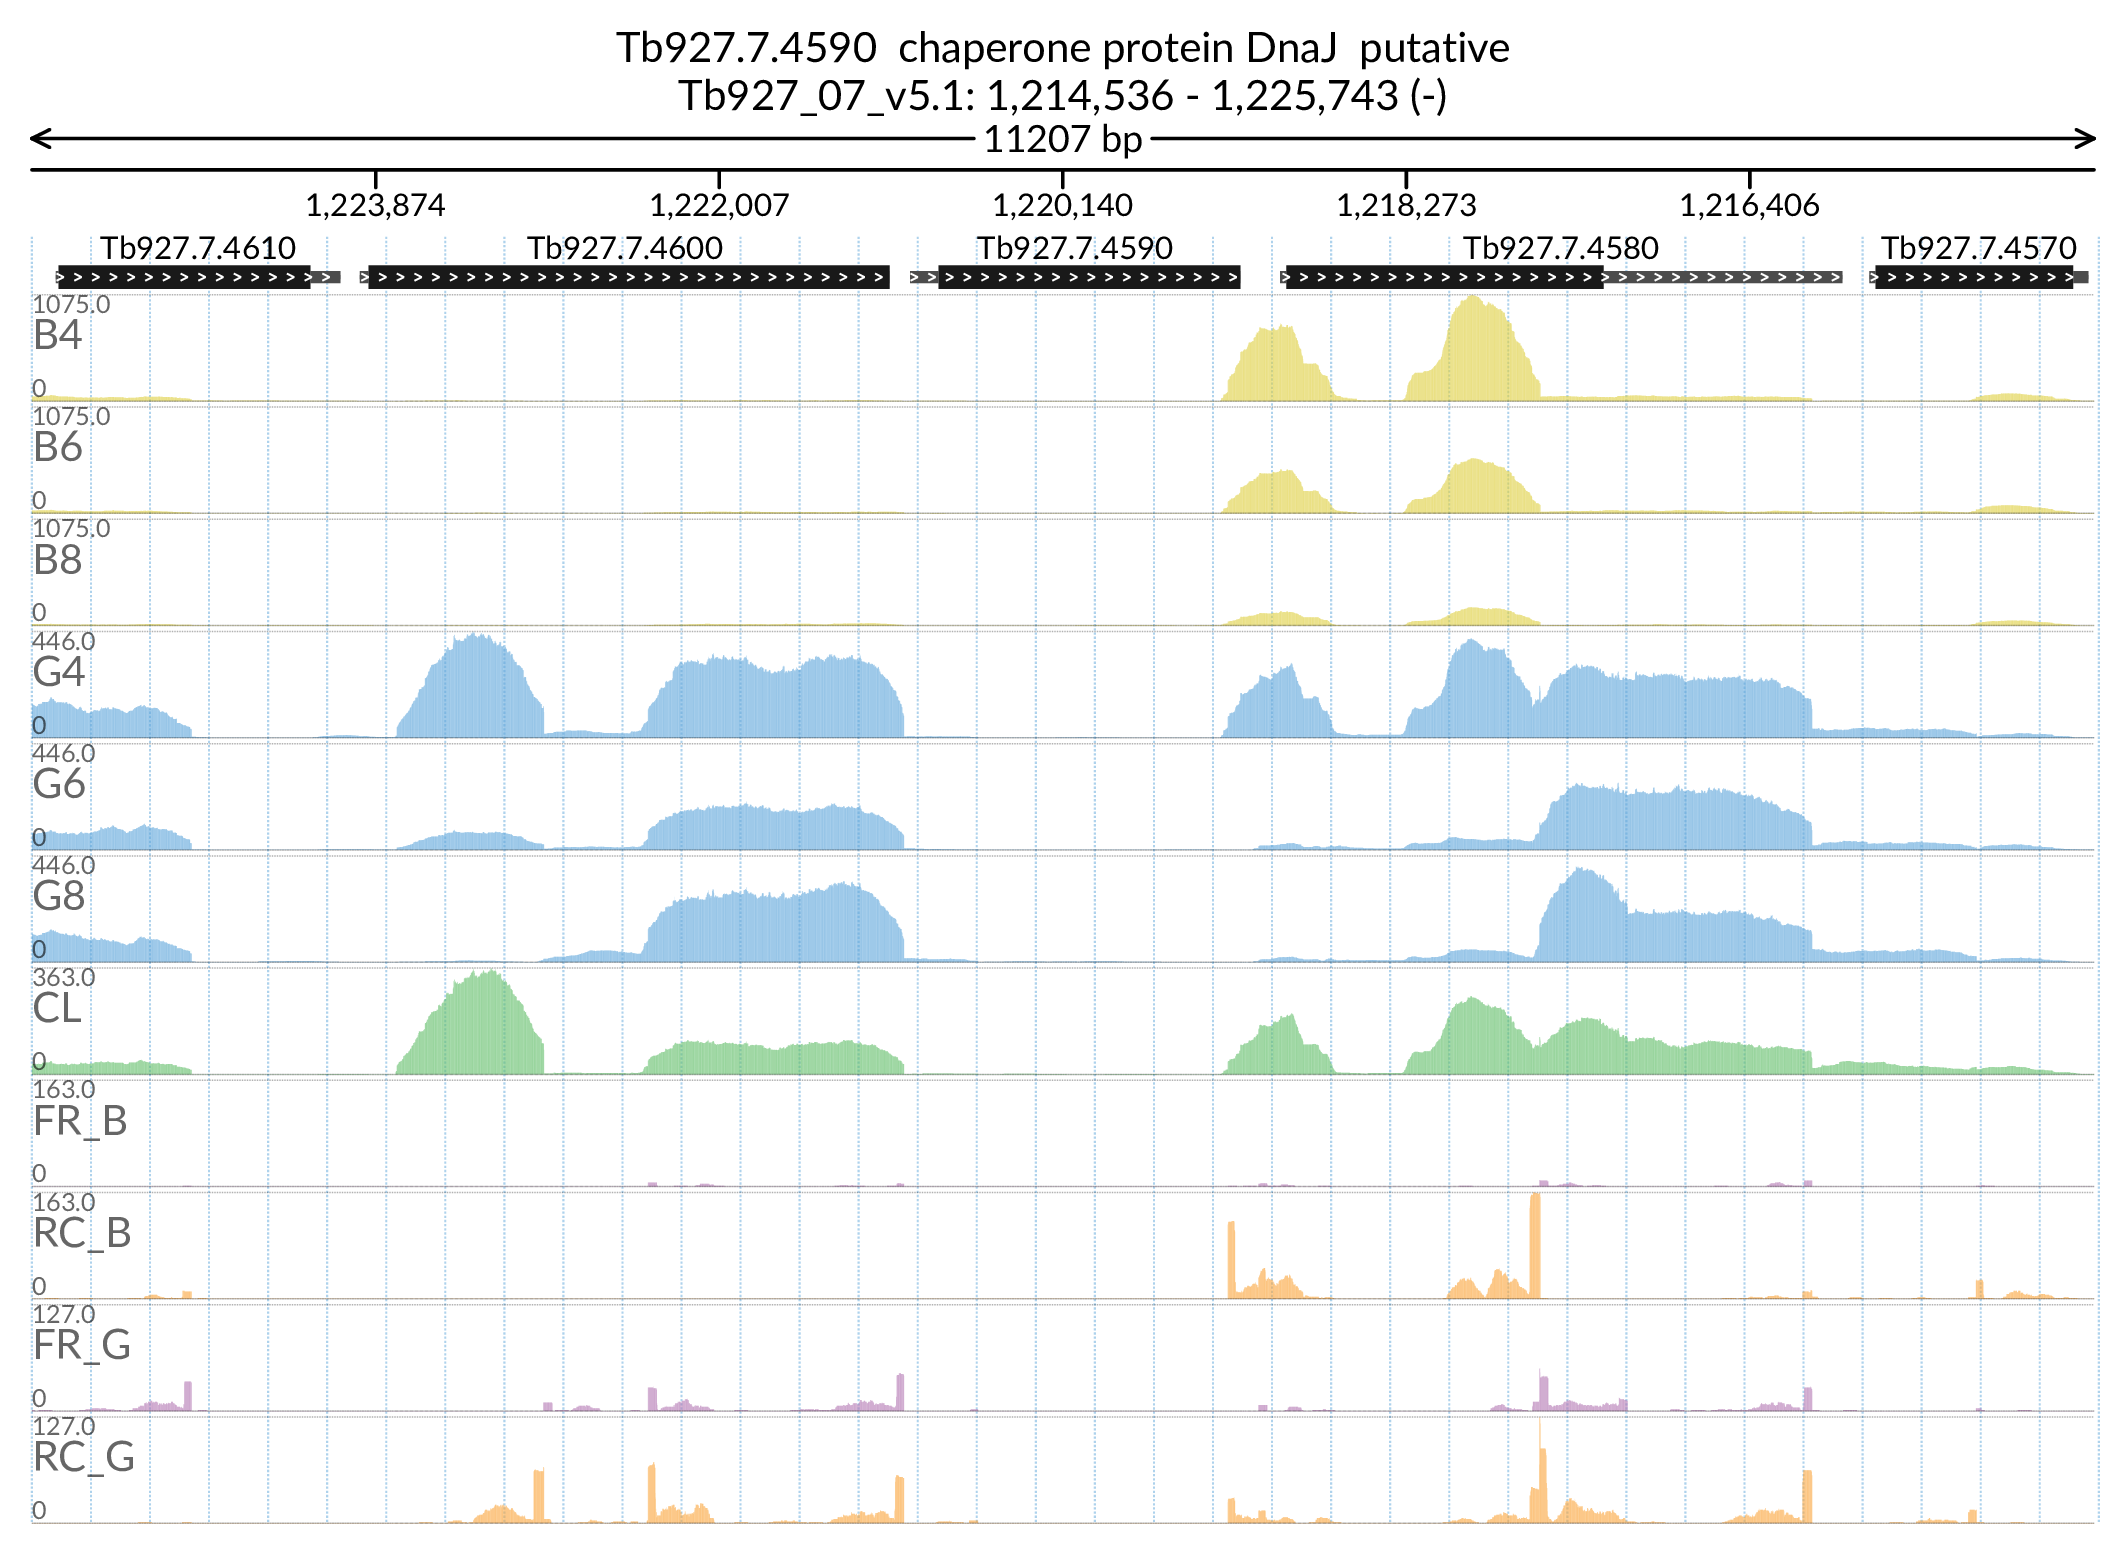 Tb927.7.4590 chaperone protein DnaJ putative
Tb927_07_v5.1: 1,214,536 - 1,225,743 (-)
11207 bp
1,223,874 1,222,007 1,220,140 1,218,273 1,216,406
Tb927.7.4610 Tb927.7.4600 Tb927.7.4590 Tb927.7.4580 Tb927.7.4570
1075.0
B4
0
1075.0
B6
0
1075.0
B8
0
446.0
G4
0
446.0
G6
0
446.0
G8
0
363.0
CL
0
163.0
FR_B
0
163.0
RC_B
0
127.0
FR_G
0
127.0
RC_G
0